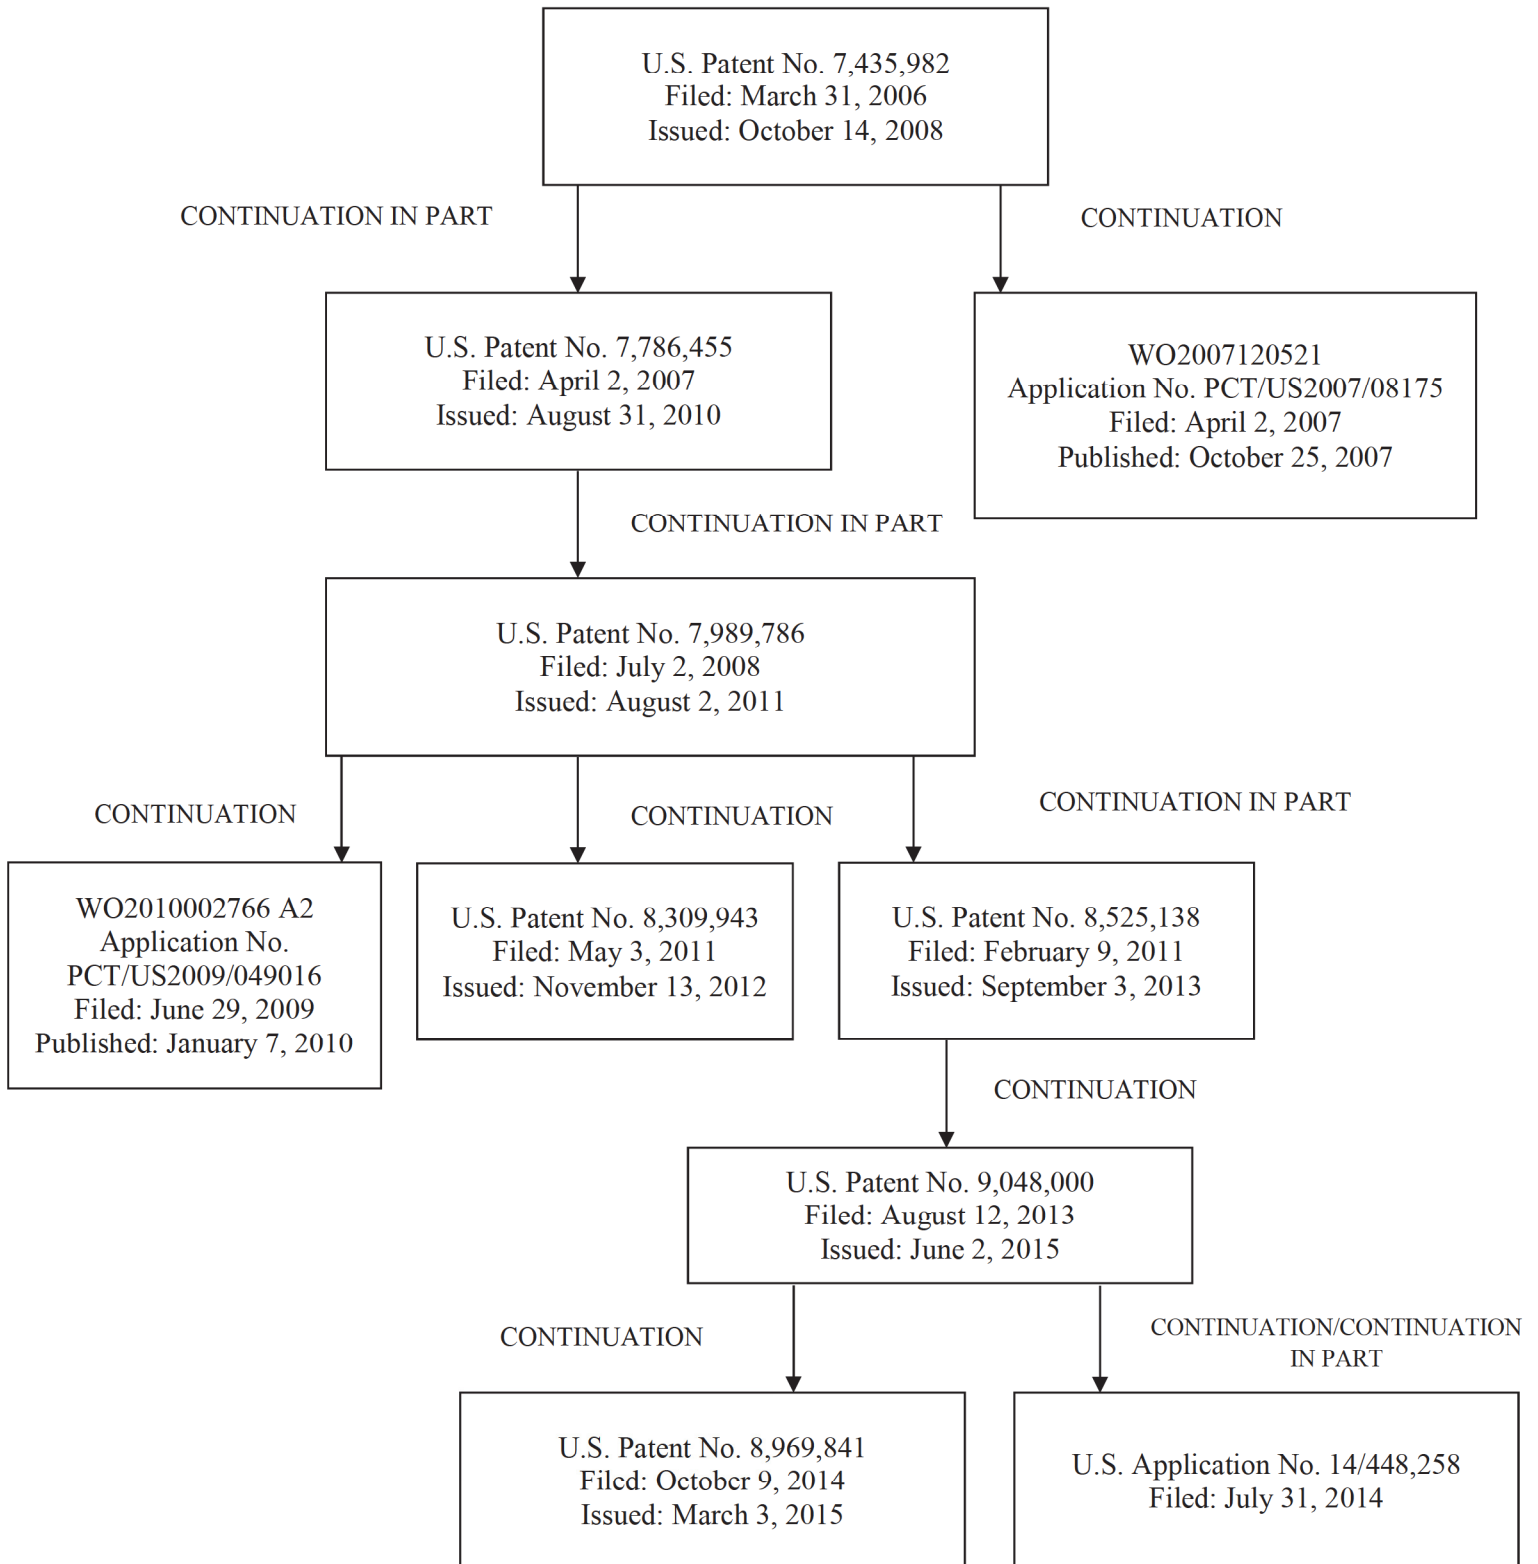 U.S. Patent No. 7,435,982
Filed: March 31, 2006
Issued: October 14, 2008
CONTINUATION IN PART
CONTINUATION
U.S. Patent No. 7,786,455
Filed: April 2, 2007
Issued: August 31, 2010
WO2007120521
Application No. PCT/US2007/08175
Filed: April 2, 2007
Published: October 25, 2007
CONTINUATION IN PART
U.S. Patent No. 7,989,786
Filed: July 2, 2008
Issued: August 2, 2011
CONTINUATION
CONTINUATION
CONTINUATION IN PART
WO2010002766 A2
Application No.
PCT/US2009/049016
Filed: June 29, 2009
Published: January 7, 2010
U.S. Patent No. 8,309,943
Filed: May 3, 2011
Issued: November 13, 2012
U.S. Patent No. 8,525,138
Filed: February 9, 2011
Issued: September 3, 2013
CONTINUATION
U.S. Patent No. 9,048,000
Filed: August 12, 2013
Issued: June 2, 2015
CONTINUATION
CONTINUATION/CONTINUATION
IN PART
U.S. Patent No. 8,969,841
Filed: October 9, 2014
Issued: March 3, 2015
U.S. Application No. 14/448,258
Filed: July 31, 2014